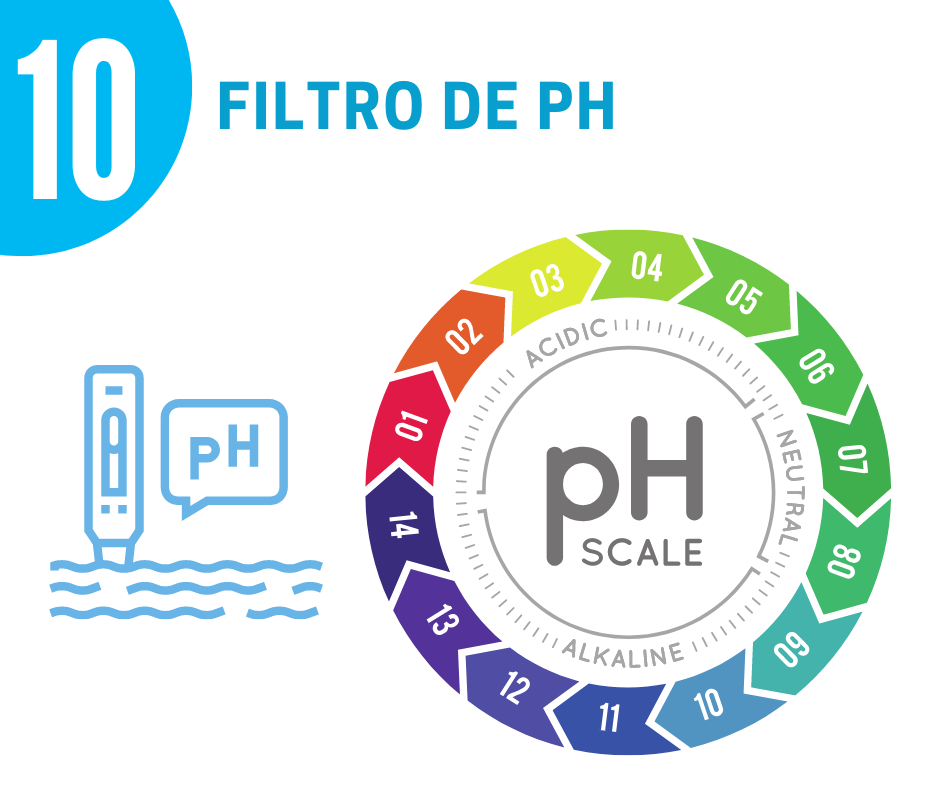 10
FILTRO DE PH
PH
pH
SCALE
ACIDIC
NEUTRAL
ALKALINE
01
02
03
04
05
06
07
08
09
10
11
12
13
14